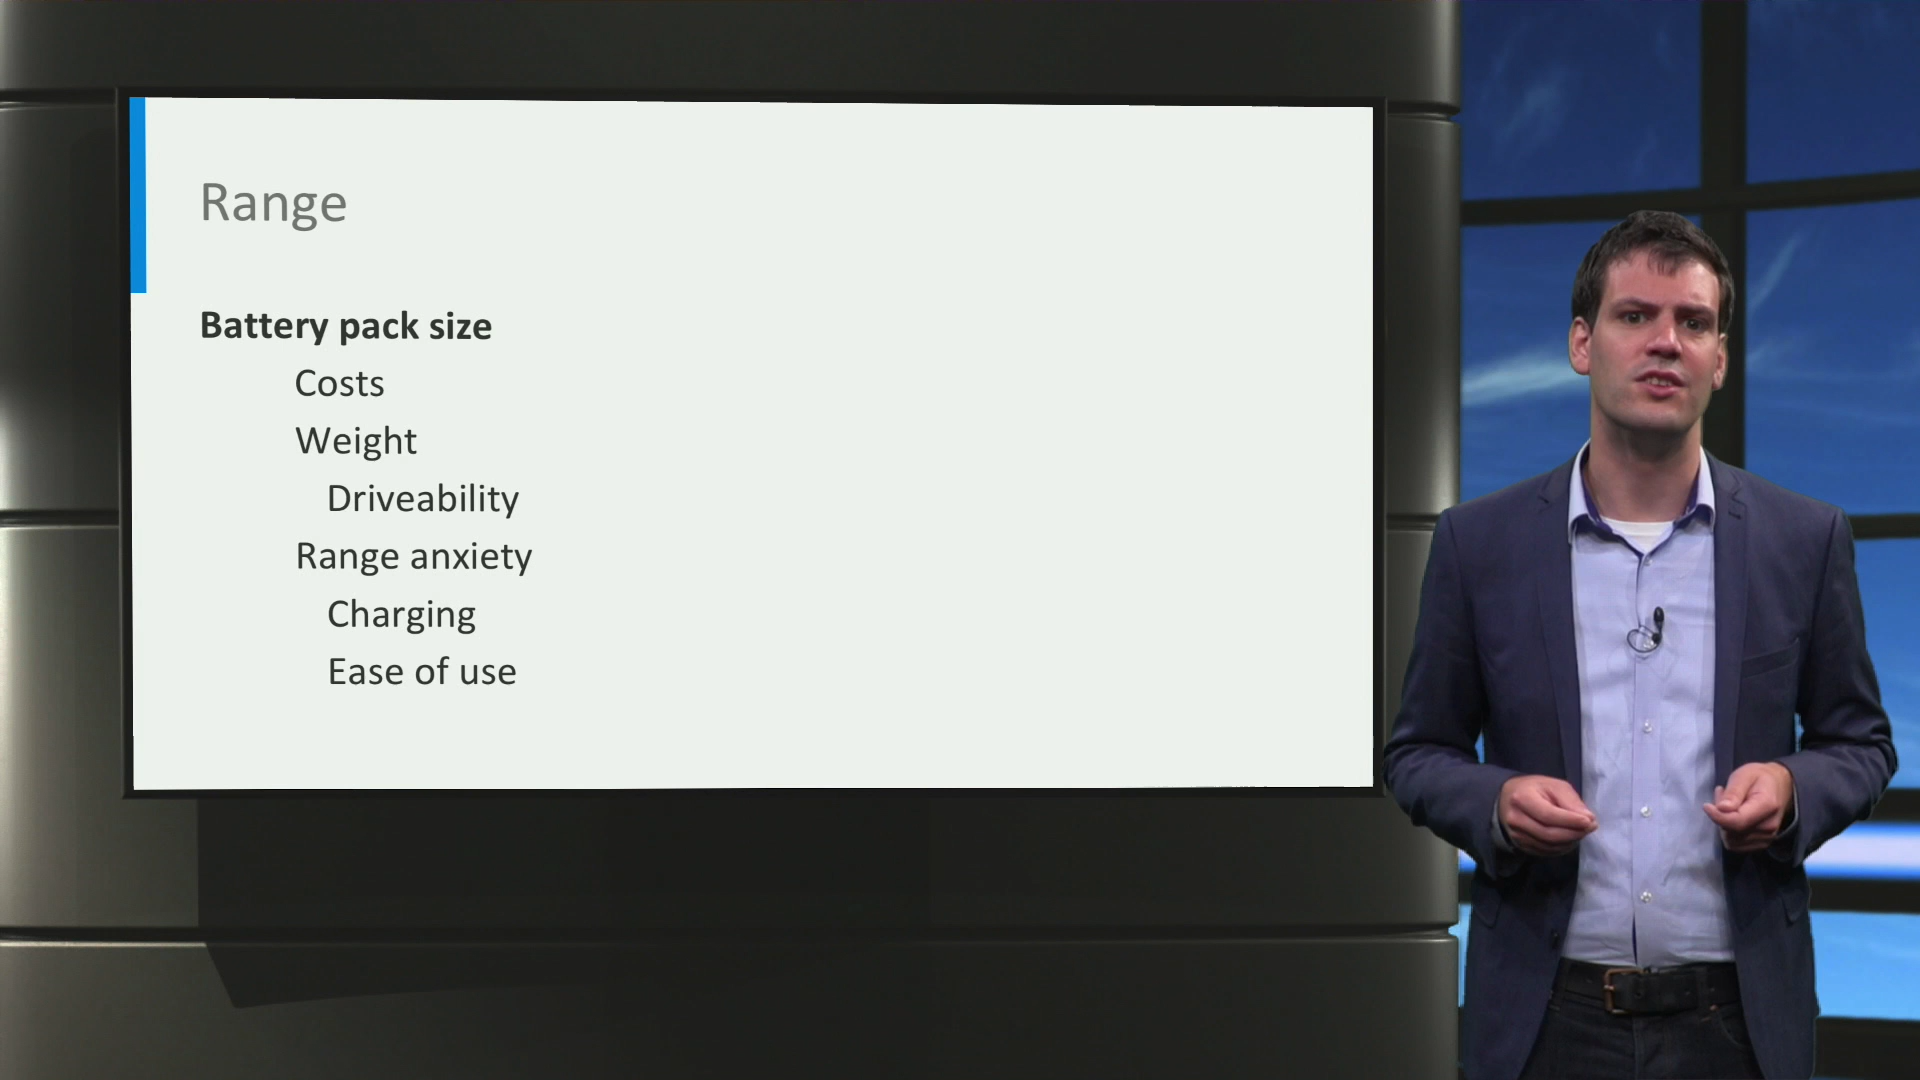 Range
Battery pack size
Costs
Weight
Driveability
Range anxiety
Charging
Ease of use